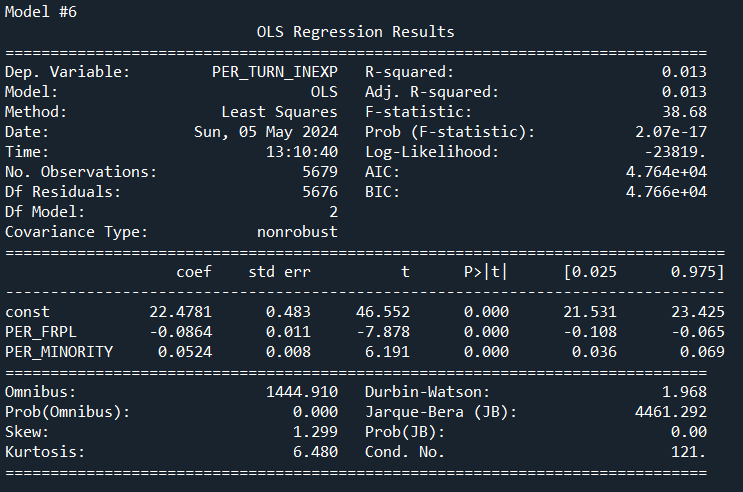 Model #6
OLS Regression Results
==============================================================================
Dep. Variable: PER_TURN_INEXP R-squared: 0.013
Model: OLS Adj. R-squared: 0.013
Method: Least Squares F-statistic: 38.68
Date: Sun, 05 May 2024 Prob (F-statistic): 2.07e-17
Time: 13:10:40 Log-Likelihood: -23819.
No. Observations: 5679 AIC: 4.764e+04
Df Residuals: 5676 BIC: 4.766e+04
Df Model: 2
Covariance Type: nonrobust
================================================================================
coef std err t P>|t| [0.025 0.975]
--------------------------------------------------------------------------------
const 22.4781 0.483 46.552 0.000 21.531 23.425
PER_FRPL -0.0864 0.011 -7.878 0.000 -0.108 -0.065
PER_MINORITY 0.0524 0.008 6.191 0.000 0.036 0.069
==============================================================================
Omnibus: 1444.910 Durbin-Watson: 1.968
Prob(Omnibus): 0.000 Jarque-Bera (JB): 4461.292
Skew: 1.299 Prob(JB): 0.00
Kurtosis: 6.480 Cond. No. 121.
==============================================================================